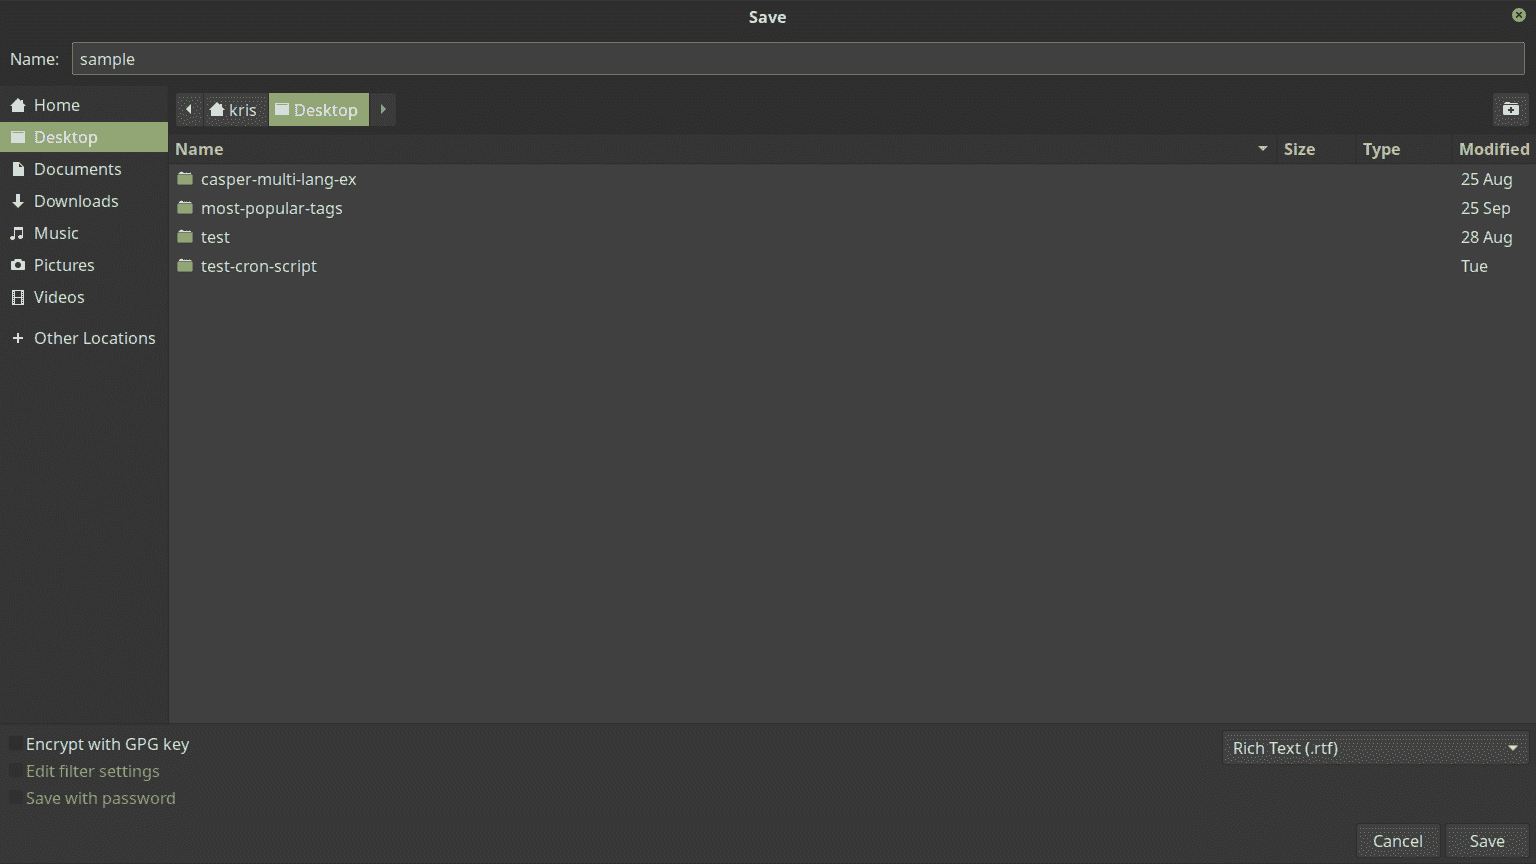 Save
Name: sample
Home
Desktop
Documents
Downloads
Music
Pictures
Videos
Other Locations
kris Desktop
Name Size Type Modified
casper-multi-lang-ex 25 Aug
most-popular-tags 25 Sep
test 28 Aug
test-cron-script Tue
Encrypt with GPG key
Edit filter settings
Save with password
Rich Text (.rtf)
Cancel Save